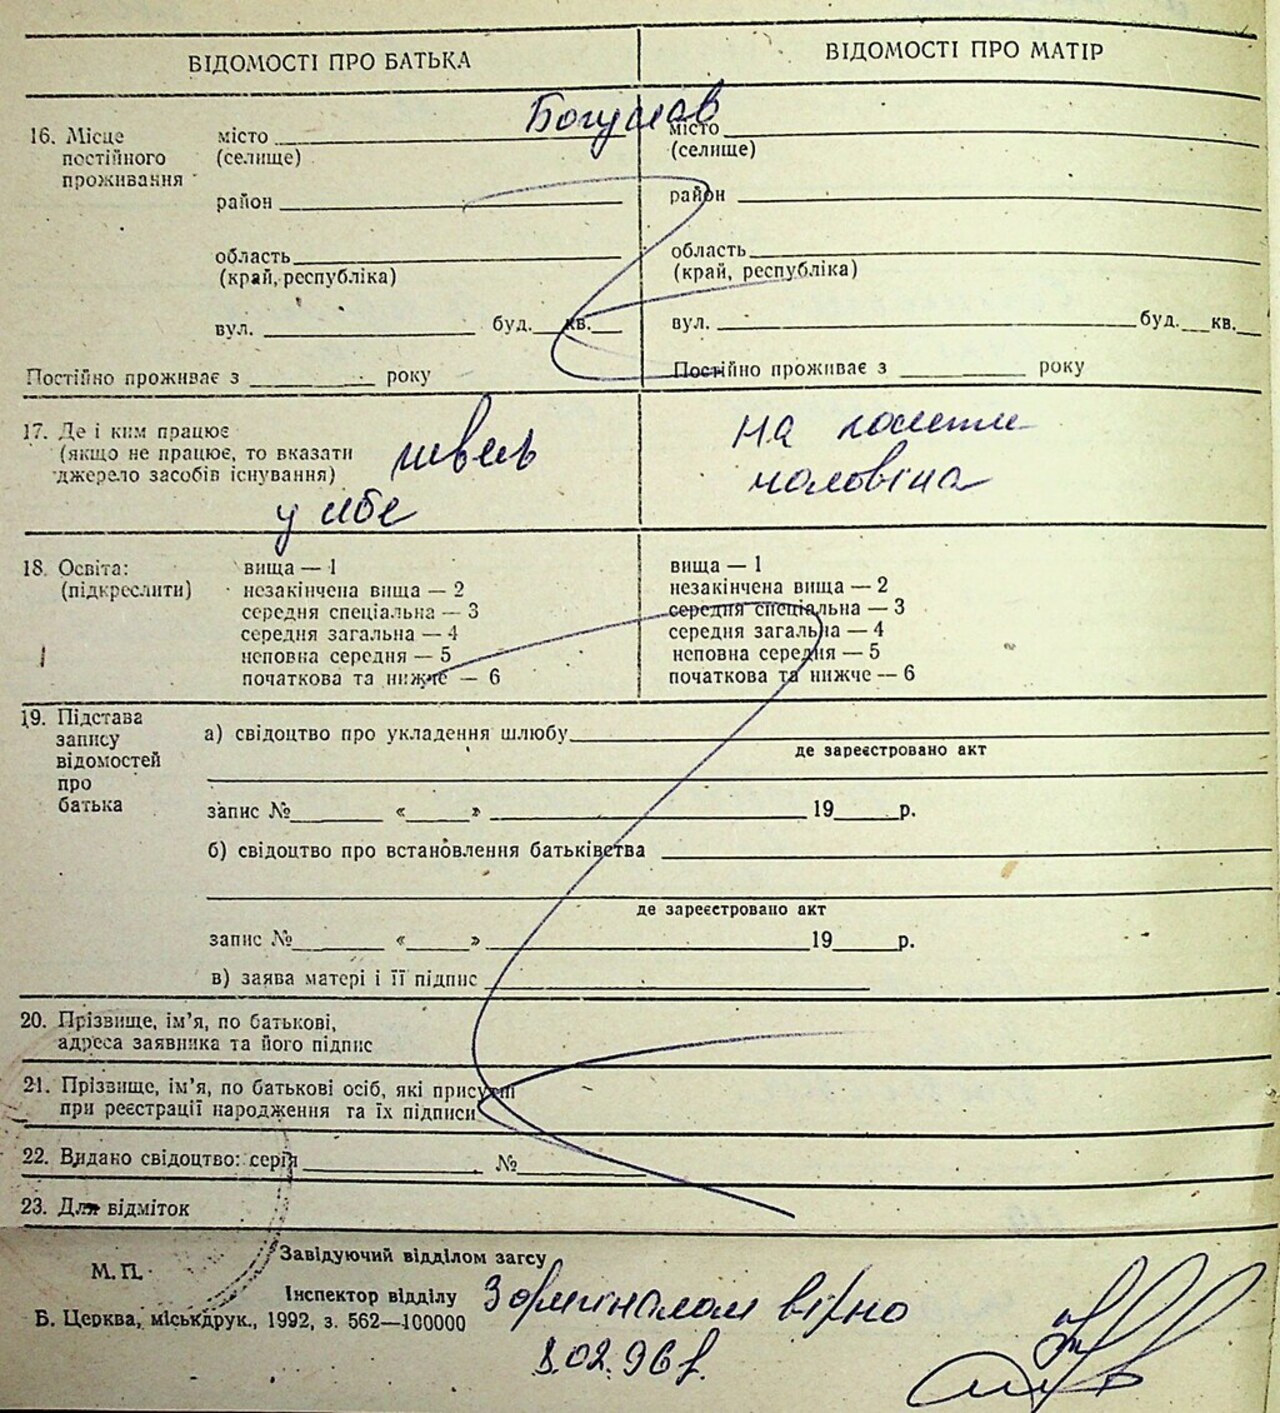 ВІДОМОСТІ ПРО БАТЬКА ВІДОМОСТІ ПРО МАТІР
Богуслав
16. Місце постійного проживання
місто
(селище)
район
область
(край, республіка)
вул. буд. кв.
Постійно проживає з року
місто
(селище)
район
область
(край, республіка)
вул. буд. кв.
Постійно проживає з року
17. Де і ким працює
(якщо не працює, то вказати
джерело засобів існування)
швець
у себе
на
чоловіка
18. Освіта:
(підкреслити)
вища — 1
незакінчена вища — 2
середня спеціальна — 3
середня загальна — 4
неповна середня — 5
початкова та нижче — 6
вища — 1
незакінчена вища — 2
середня спеціальна — 3
середня загальна — 4
неповна середня — 5
початкова та нижче — 6
19. Підстава
запису
відомостей
про
батька
а) свідоцтво про укладення шлюбу
де зареєстровано акт
запис № « » 19 р.
б) свідоцтво про встановлення батьківства
де зареєстровано акт
запис № « » 19 р.
в) заява матері і її підпис
20. Прізвище, ім'я, по батькові,
адреса заявника та його підпис
21. Прізвище, ім'я, по батькові осіб, які присутні
при реєстрації народження та їх підписи
22. Видано свідоцтво: серія №
23. Для відміток
М. П.
Завідуючий відділом загсу
Інспектор відділу
З оригіналом вірно
Б. Церква, міськдрук., 1992, з. 562—100000
8.02.96 р.